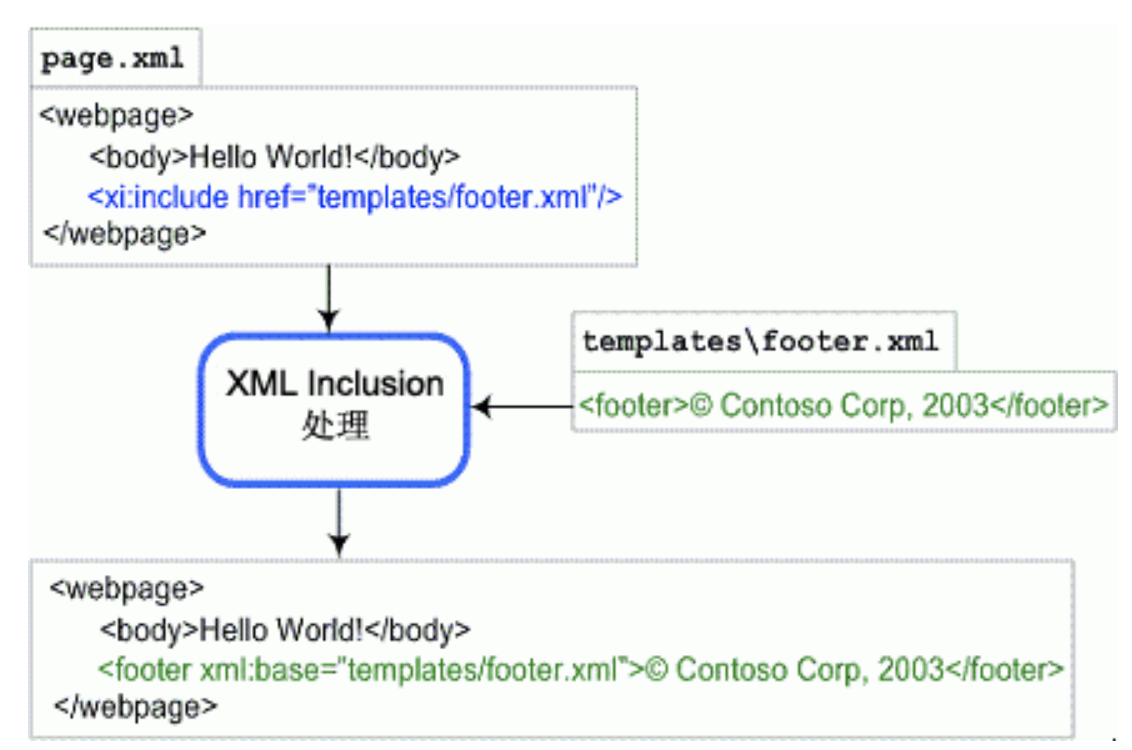 page.xml
<webpage>
<body>Hello World!</body>
<xi:include href="templates/footer.xml"/>
</webpage>
XML Inclusion
处理
templates\footer.xml
<footer>© Contoso Corp, 2003</footer>
<webpage>
<body>Hello World!</body>
<footer xml:base="templates/footer.xml">© Contoso Corp, 2003</footer>
</webpage>